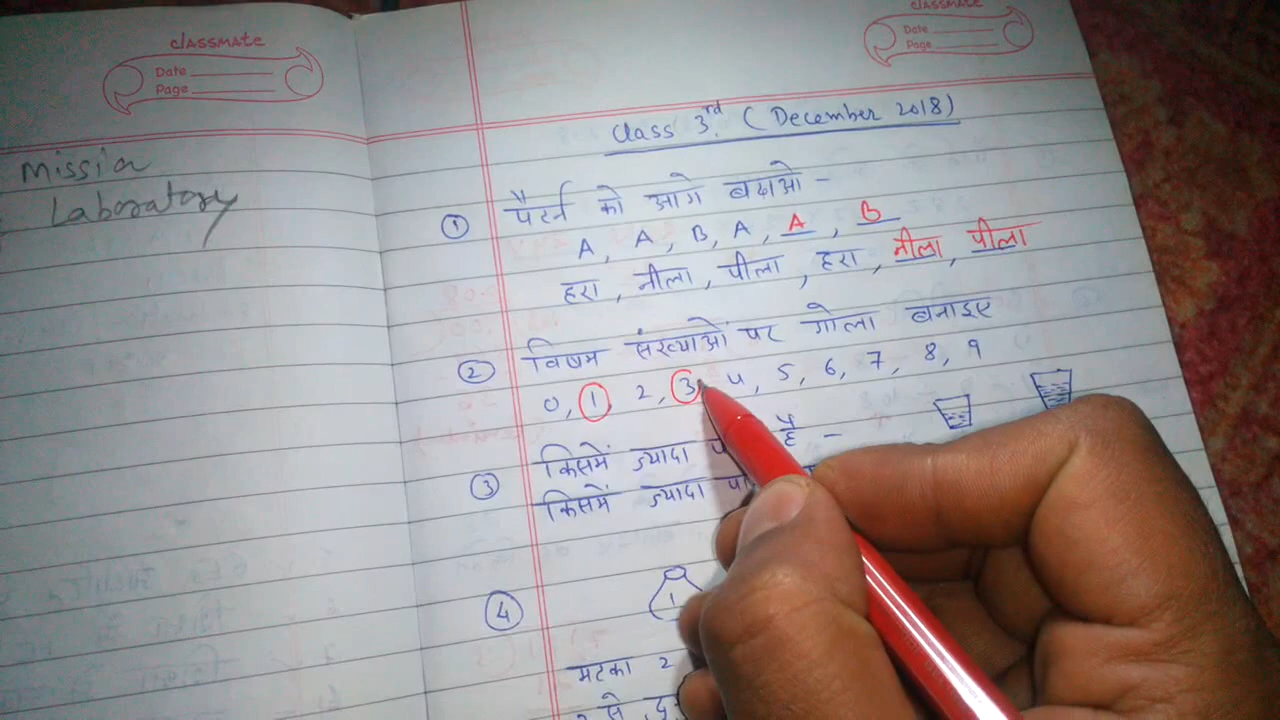 CLASSMATE
Date
Page
Mission
Laboratory
CLASSMATE
Date
Page
Class 3rd. (December 2018)
① पैटर्न को आगे बढाओ -
A, A, B, A, A, B
हरा, नीला, पीला, हरा, नीला, पीला
② विषम संख्याओं पर गोला बनाइए
0, 1, 2, 3, 4, 5, 6, 7, 8, 9
③ किसमें ज्यादा है -
किसमें ज्यादा
④ 1
मटका 2
से